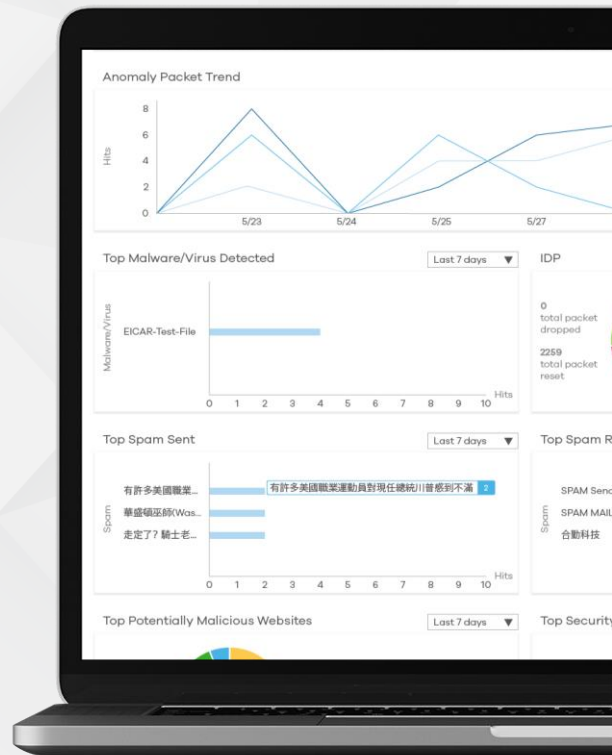 Anomaly Packet Trend
8
6
4
2
0
Hits
5/23
5/24
5/25
5/27
Top Malware/Virus Detected
Last 7 days ▼
Malware/Virus
EICAR-Test-File
0 1 2 3 4 5 6 7 8 9 10
Hits
IDP
0
total packet
dropped
2259
total packet
reset
Top Spam Sent
Last 7 days ▼
Spam
有許多美國職業...
有許多美國職業運動員對現任總統川普感到不滿 2
華盛頓巫師(Was...
走定了? 騎士老...
0 1 2 3 4 5 6 7 8 9 10
Hits
Top Spam R
Spam
SPAM Send
SPAM MAIL
合勤科技
Top Potentially Malicious Websites
Last 7 days ▼
Top Security